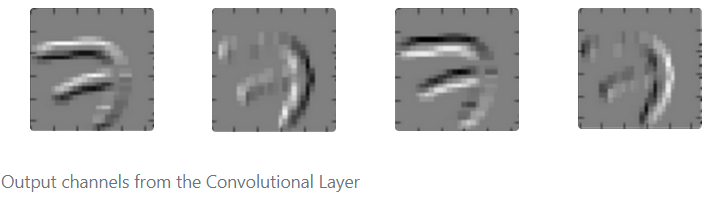 Output channels from the Convolutional Layer